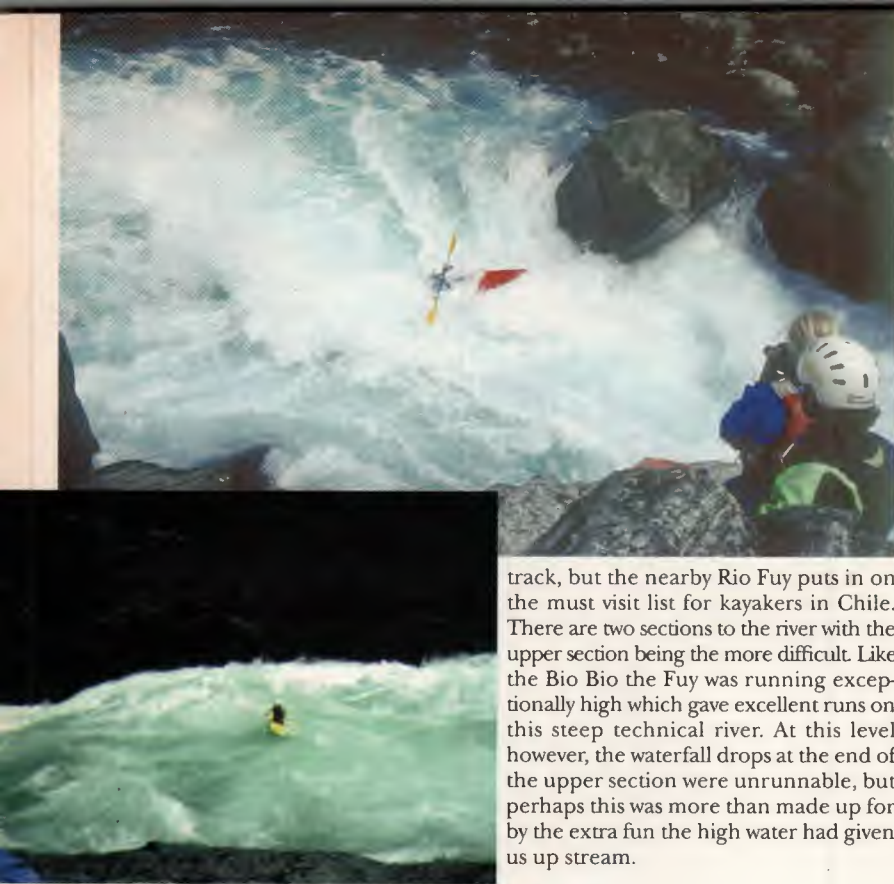 track, but the nearby Rio Fuy puts in on
the must visit list for kayakers in Chile.
There are two sections to the river with the
upper section being the more difficult. Like
the Bio Bio the Fuy was running excep-
tionally high which gave excellent runs on
this steep technical river. At this level
however, the waterfall drops at the end of
the upper section were unrunnable, but
perhaps this was more than made up for
by the extra fun the high water had given
us up stream.